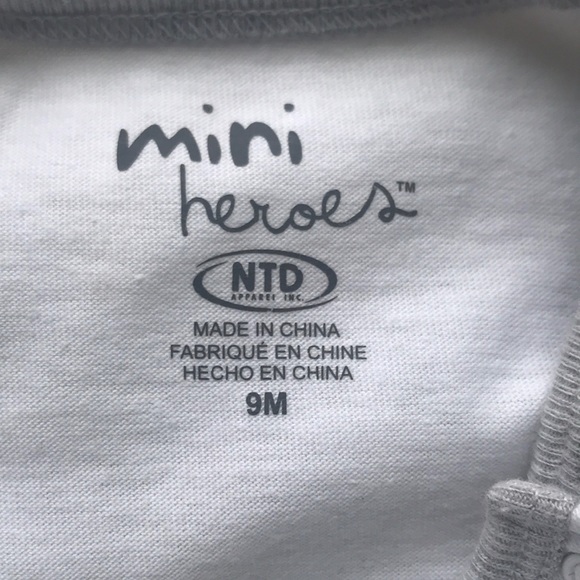 mini
heroes™
NTD
APPAREL INC.
MADE IN CHINA
FABRIQUÉ EN CHINE
HECHO EN CHINA
9M